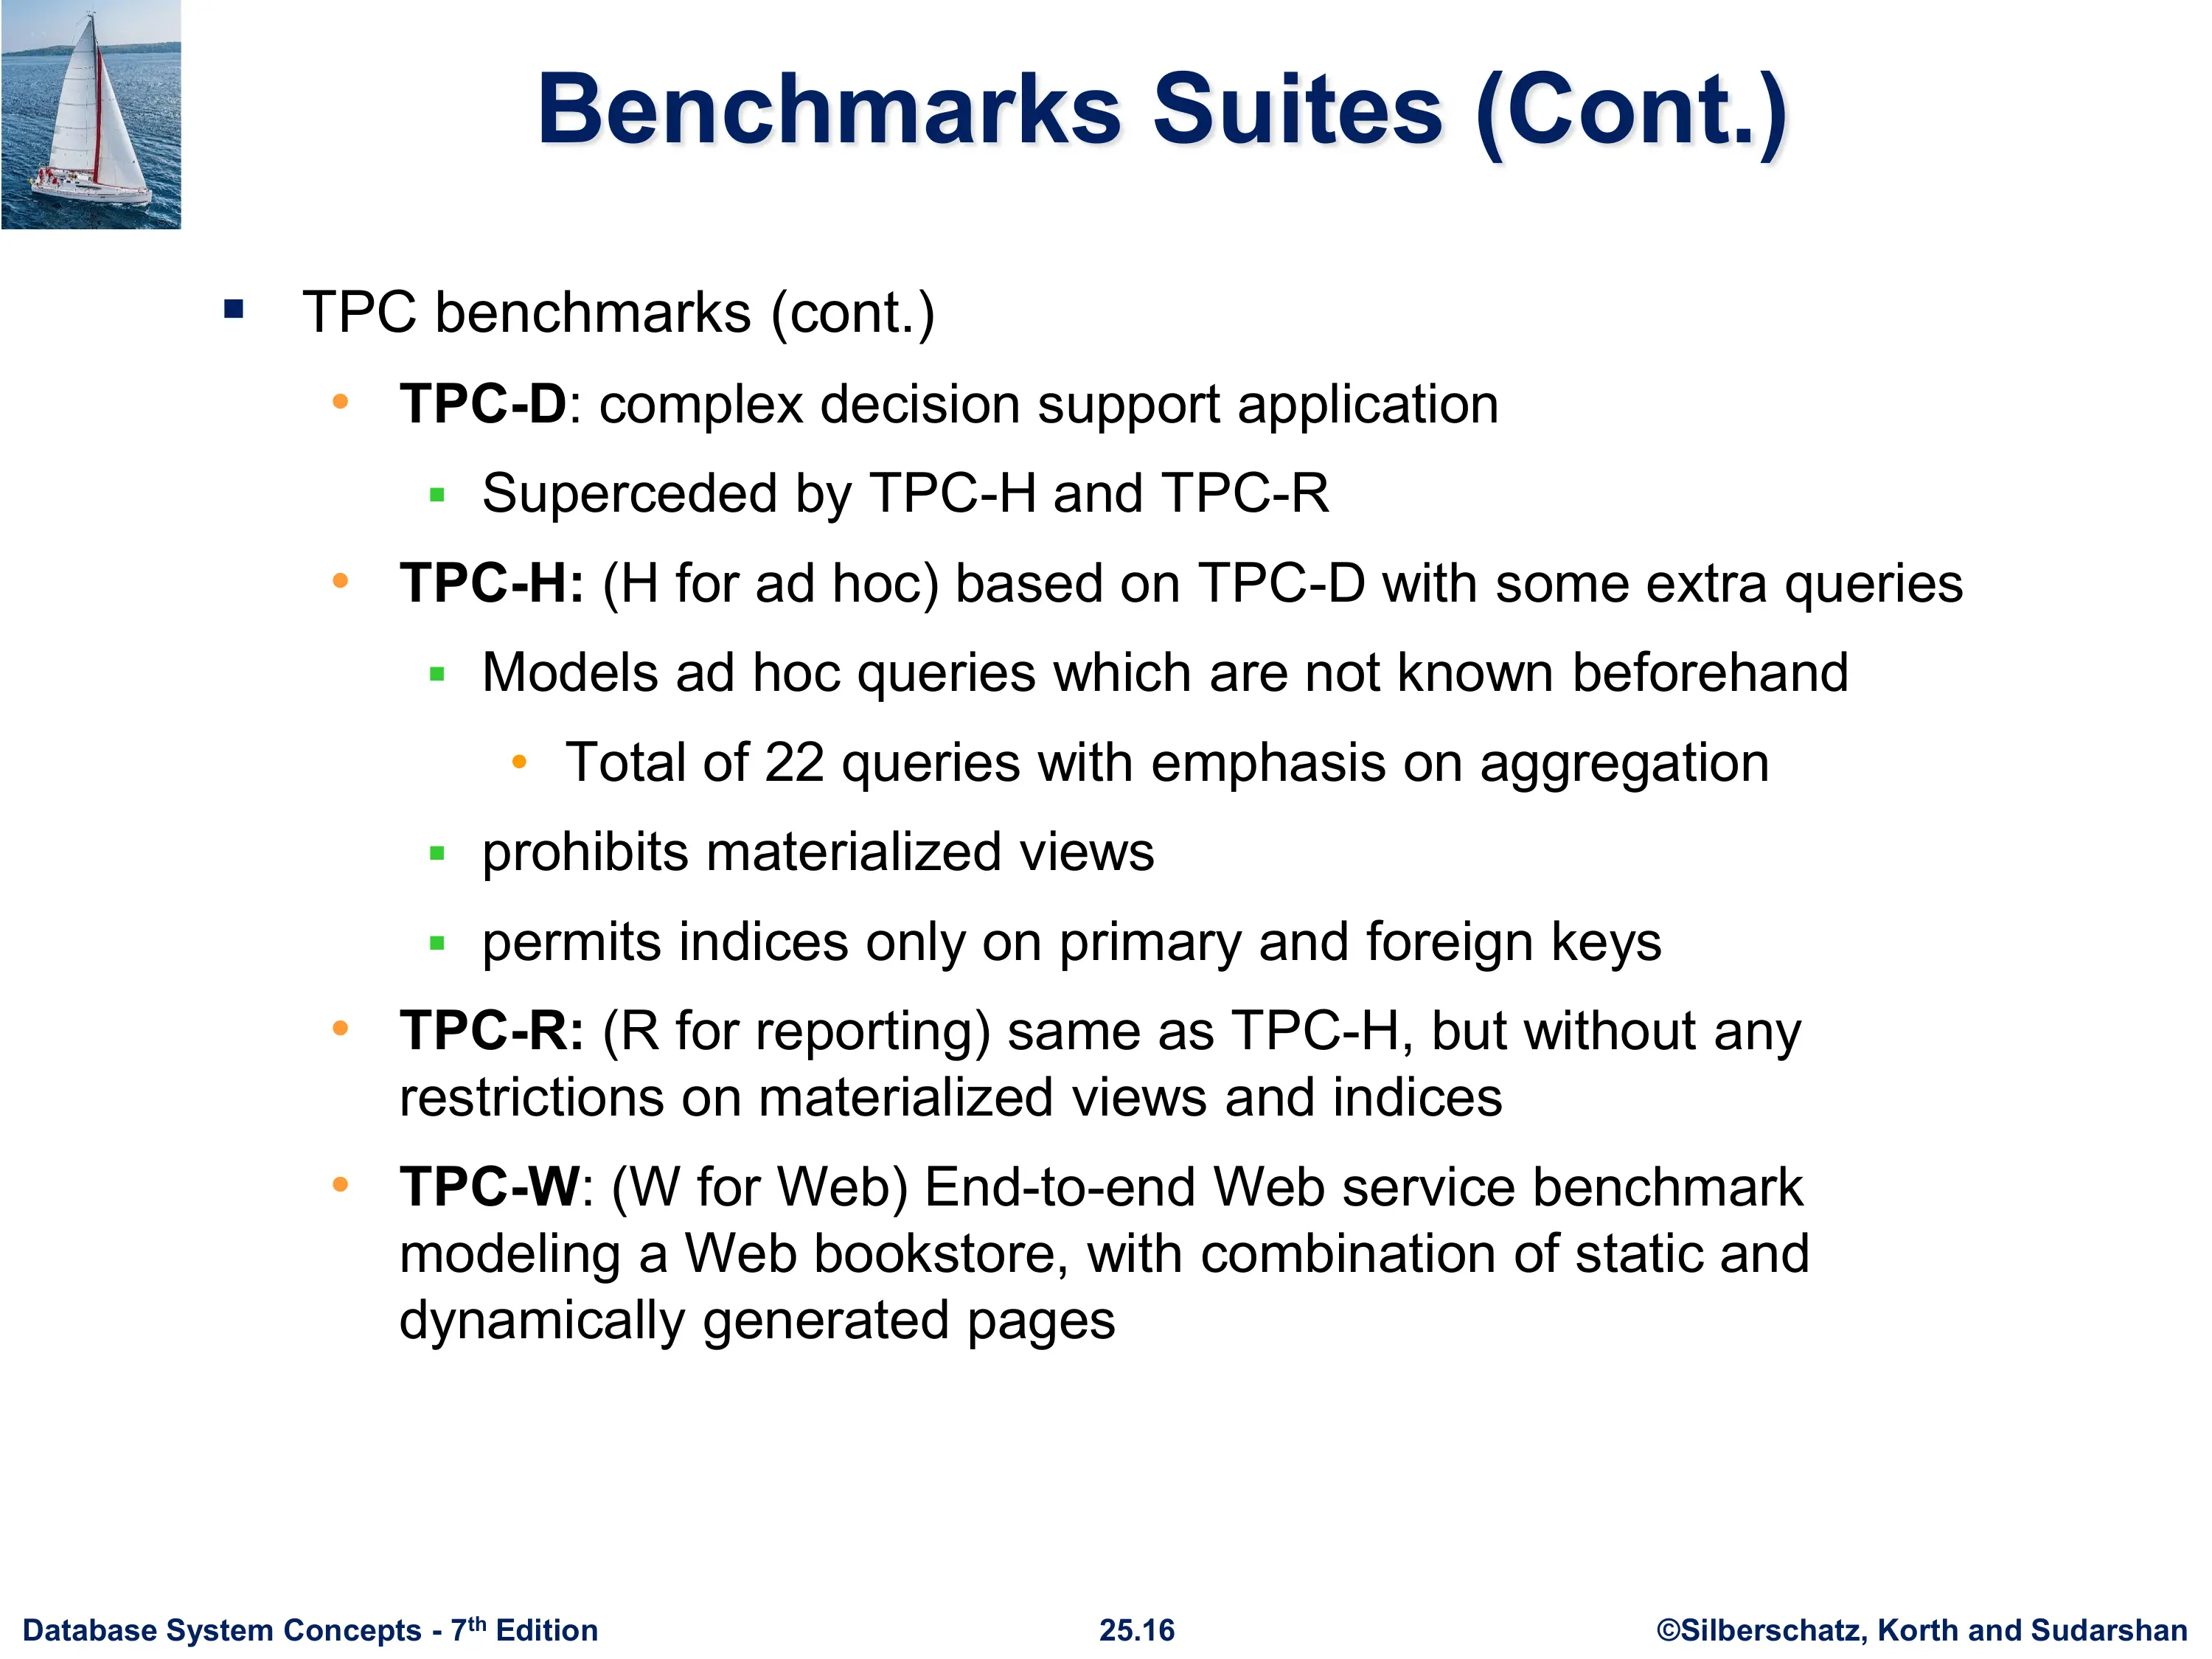 Benchmarks Suites (Cont.)
▪ TPC benchmarks (cont.)
• TPC-D: complex decision support application
▪ Superceded by TPC-H and TPC-R
• TPC-H: (H for ad hoc) based on TPC-D with some extra queries
▪ Models ad hoc queries which are not known beforehand
• Total of 22 queries with emphasis on aggregation
▪ prohibits materialized views
▪ permits indices only on primary and foreign keys
• TPC-R: (R for reporting) same as TPC-H, but without any
restrictions on materialized views and indices
• TPC-W: (W for Web) End-to-end Web service benchmark
modeling a Web bookstore, with combination of static and
dynamically generated pages
Database System Concepts - 7th Edition
25.16
©Silberschatz, Korth and Sudarshan